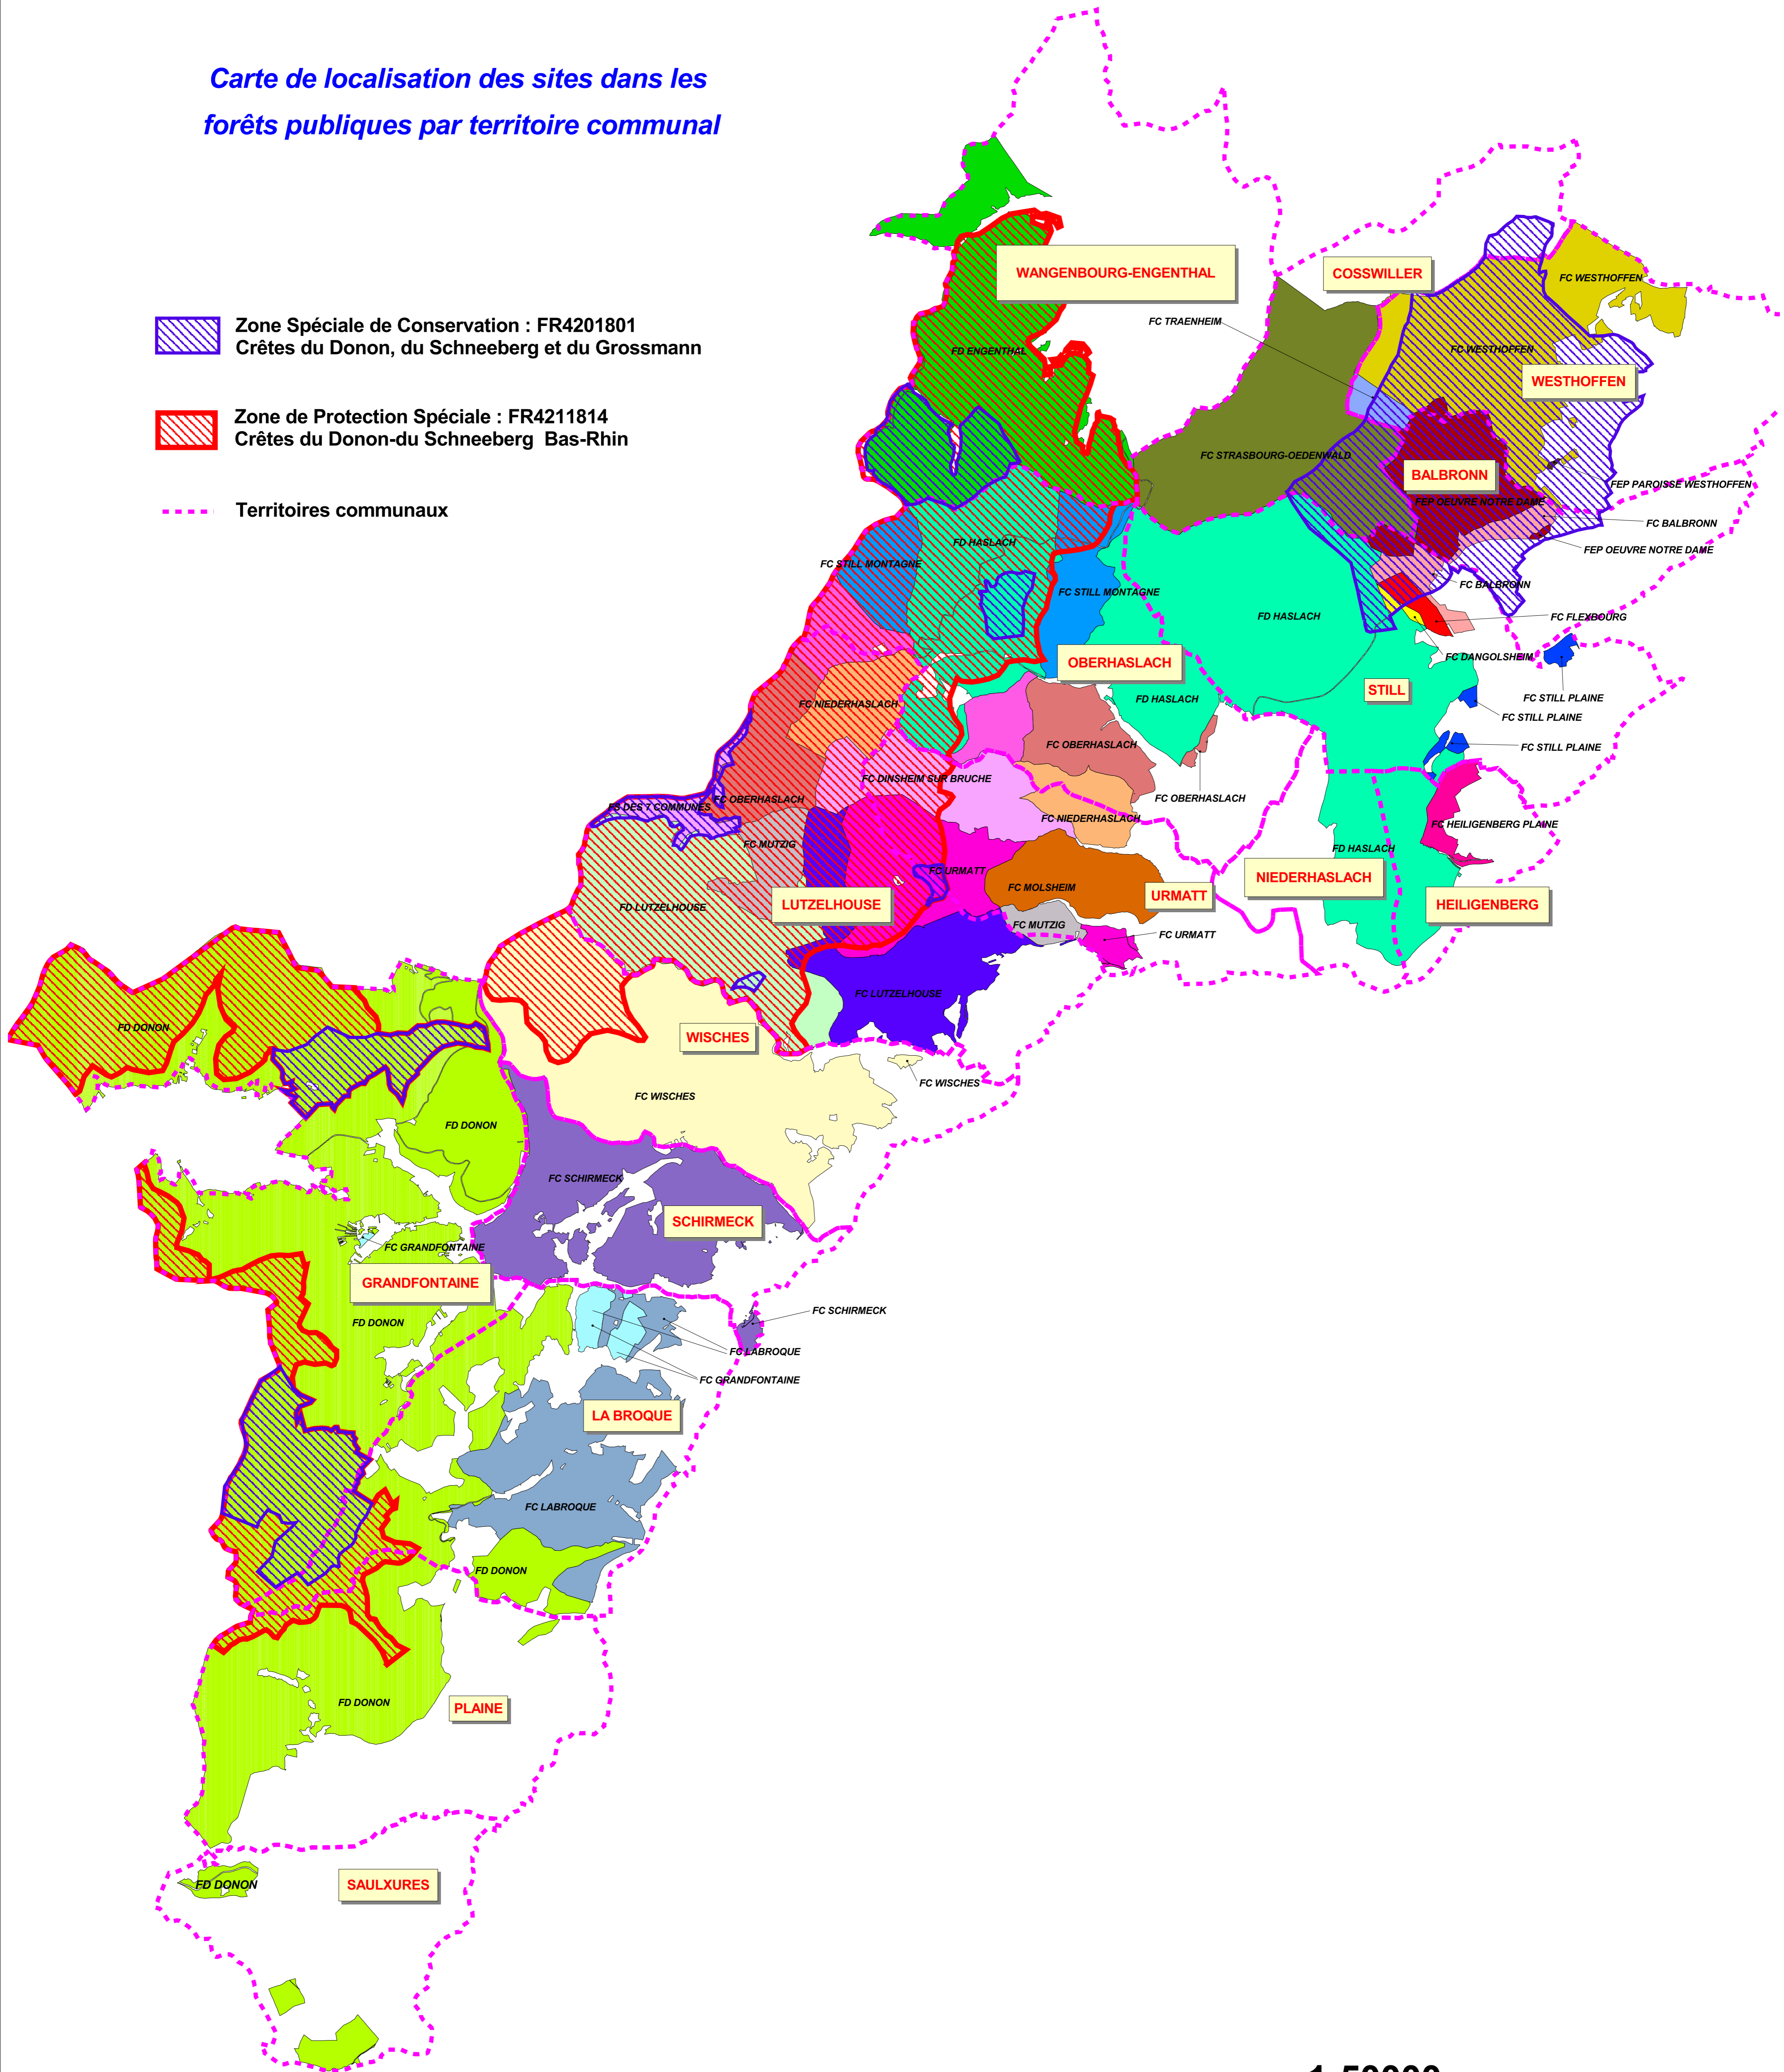 Carte de localisation des sites dans les
forêts publiques par territoire communal
Zone Spéciale de Conservation : FR4201801
Crêtes du Donon, du Schneeberg et du Grossmann
Zone de Protection Spéciale : FR4211814
Crêtes du Donon-du Schneeberg Bas-Rhin
Territoires communaux
WANGENBOURG-ENGENTHAL
COSSWILLER
FC WESTHOFFEN
FC TRAENHEIM
FD ENGENTHAL
FC WESTHOFFEN
WESTHOFFEN
FC STRASBOURG-OEDENWALD
BALBRONN
FEP PAROISSE WESTHOFFEN
FEP OEUVRE NOTRE DAME
FC BALBRONN
FD HASLACH
FEP OEUVRE NOTRE DAME
FC STILL MONTAGNE
FC BALBRONN
FC STILL MONTAGNE
FD HASLACH
FC FLEXBOURG
FC DANGOLSHEIM
OBERHASLACH
STILL
FD HASLACH
FC STILL PLAINE
FC NIEDERHASLACH
FC STILL PLAINE
FC OBERHASLACH
FC STILL PLAINE
FC DINSHEIM SUR BRUCHE
FC OBERHASLACH
FC OBERHASLACH
FS DES 7 COMMUNES
FC NIEDERHASLACH
FC HEILIGENBERG PLAINE
FC MUTZIG
FD HASLACH
FC URMATT
NIEDERHASLACH
FC MOLSHEIM
URMATT
LUTZELHOUSE
HEILIGENBERG
FD LUTZELHOUSE
FC MUTZIG
FC URMATT
FC LUTZELHOUSE
FD DONON
WISCHES
FC WISCHES
FC WISCHES
FD DONON
FC SCHIRMECK
SCHIRMECK
FC GRANDFONTAINE
GRANDFONTAINE
FC SCHIRMECK
FD DONON
FC LABROQUE
FC GRANDFONTAINE
LA BROQUE
FC LABROQUE
FD DONON
FD DONON
PLAINE
FD DONON
SAULXURES